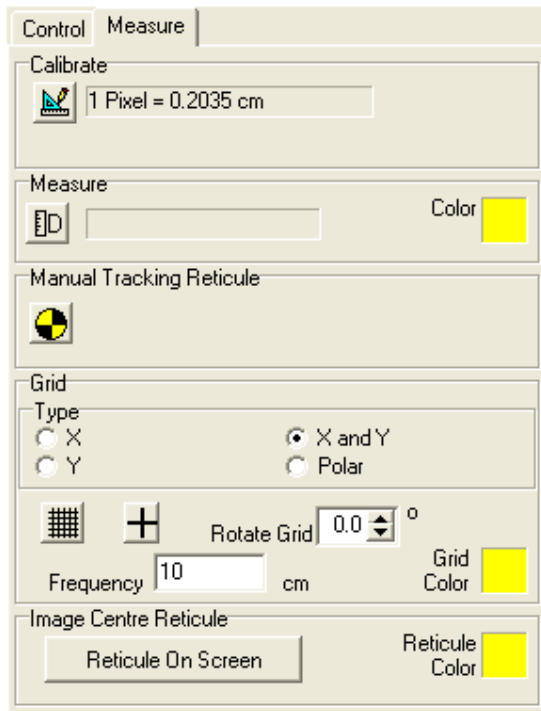 Control Measure
Calibrate
1 Pixel = 0.2035 cm
Measure
Color
Manual Tracking Reticule
Grid
Type
X X and Y
Y Polar
Rotate Grid 0.0 °
Frequency 10 cm Grid Color
Image Centre Reticule
Reticule On Screen Reticule Color